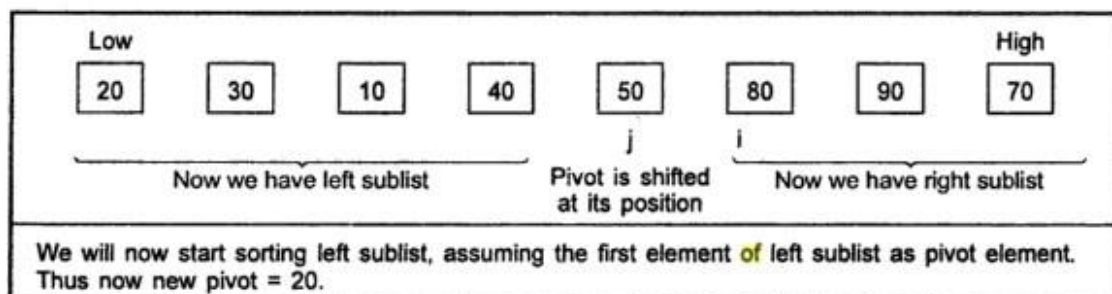 Low High
20 30 10 40 50 80 90 70
j i
Now we have left sublist Pivot is shifted Now we have right sublist
at its position
We will now start sorting left sublist, assuming the first element of left sublist as pivot element.
Thus now new pivot = 20.